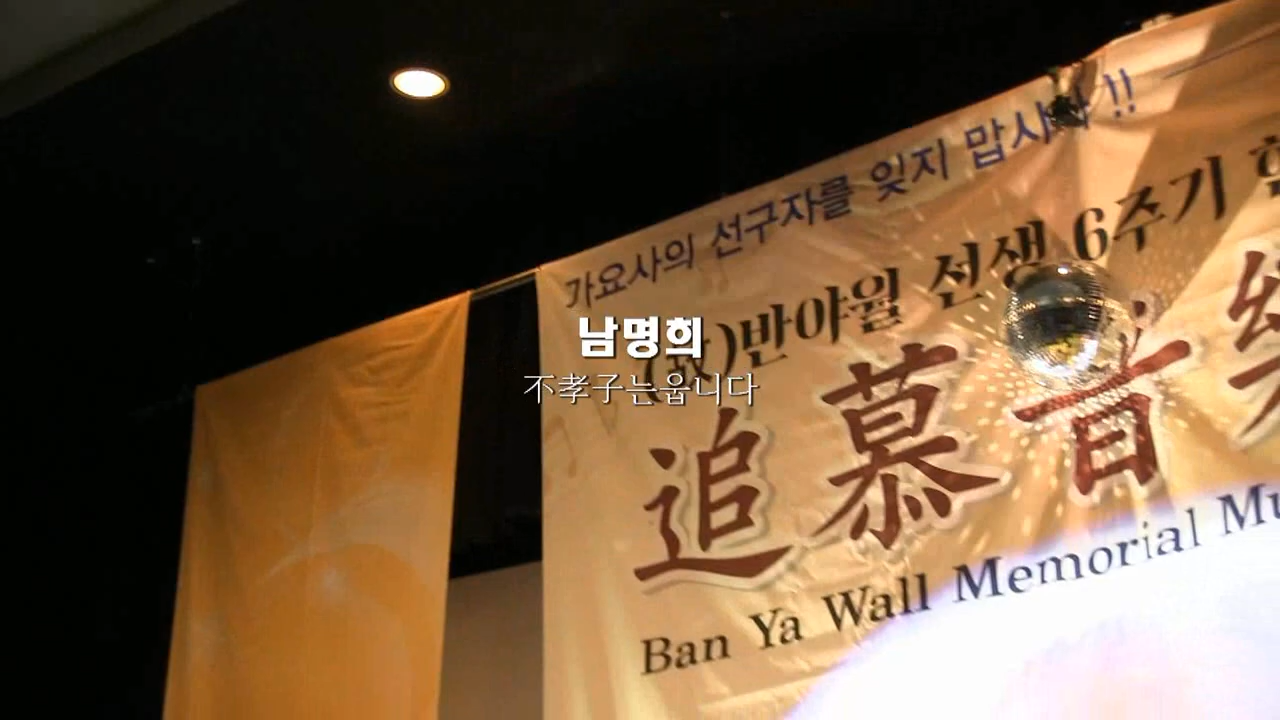 가요사의 선구자를 잊지 맙시다 !!
(故)반야월 선생 6주기
남명희
不孝子는웁니다
追慕音樂
Ban Ya Wall Memorial Mu